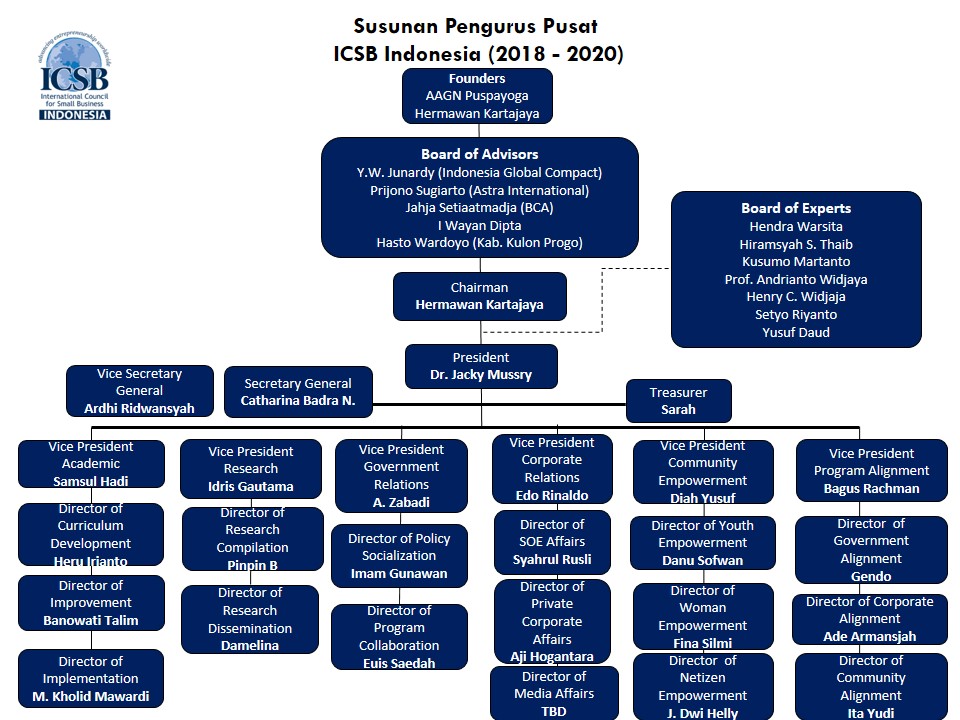 Susunan Pengurus Pusat
ICSB Indonesia (2018 - 2020)
advancing entrepreneurship worldwide
ICSB
International Council
for Small Business
INDONESIA
Founders
AAGN Puspayoga
Hermawan Kartajaya
Board of Advisors
Y.W. Junardy (Indonesia Global Compact)
Prijono Sugiarto (Astra International)
Jahja Setiaatmadja (BCA)
I Wayan Dipta
Hasto Wardoyo (Kab. Kulon Progo)
Board of Experts
Hendra Warsita
Hiramsyah S. Thaib
Kusumo Martanto
Prof. Andrianto Widjaya
Henry C. Widjaja
Setyo Riyanto
Yusuf Daud
Chairman
Hermawan Kartajaya
President
Dr. Jacky Mussry
Vice Secretary
General
Ardhi Ridwansyah
Secretary General
Catharina Badra N.
Treasurer
Sarah
Vice President
Academic
Samsul Hadi
Director of
Curriculum
Development
Heru Irianto
Director of
Improvement
Banowati Talim
Director of
Implementation
M. Kholid Mawardi
Vice President
Research
Idris Gautama
Director of
Research
Compilation
Pinpin B
Director of
Research
Dissemination
Damelina
Vice President
Government
Relations
A. Zabadi
Director of Policy
Socialization
Imam Gunawan
Director of
Program
Collaboration
Euis Saedah
Vice President
Corporate
Relations
Edo Rinaldo
Director of
SOE Affairs
Syahrul Rusli
Director of
Private
Corporate
Affairs
Aji Hogantara
Director of
Media Affairs
TBD
Vice President
Community
Empowerment
Diah Yusuf
Director of Youth
Empowerment
Danu Sofwan
Director of
Woman
Empowerment
Fina Silmi
Director of
Netizen
Empowerment
J. Dwi Helly
Vice President
Program Alignment
Bagus Rachman
Director of
Government
Alignment
Gendo
Director of Corporate
Alignment
Ade Armansjah
Director of
Community
Alignment
Ita Yudi